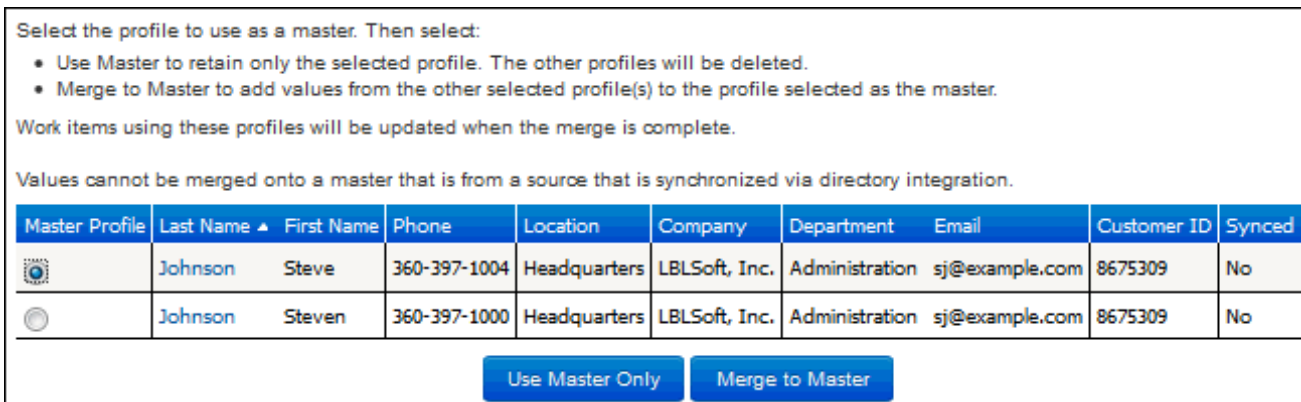 Select the profile to use as a master. Then select:
• Use Master to retain only the selected profile. The other profiles will be deleted.
• Merge to Master to add values from the other selected profile(s) to the profile selected as the master.
Work items using these profiles will be updated when the merge is complete.
Values cannot be merged onto a master that is from a source that is synchronized via directory integration.
Master Profile Last Name ▲ First Name Phone Location Company Department Email Customer ID Synced
Johnson Steve 360-397-1004 Headquarters LBLSoft, Inc. Administration sj@example.com 8675309 No
Johnson Steven 360-397-1000 Headquarters LBLSoft, Inc. Administration sj@example.com 8675309 No
Use Master Only Merge to Master